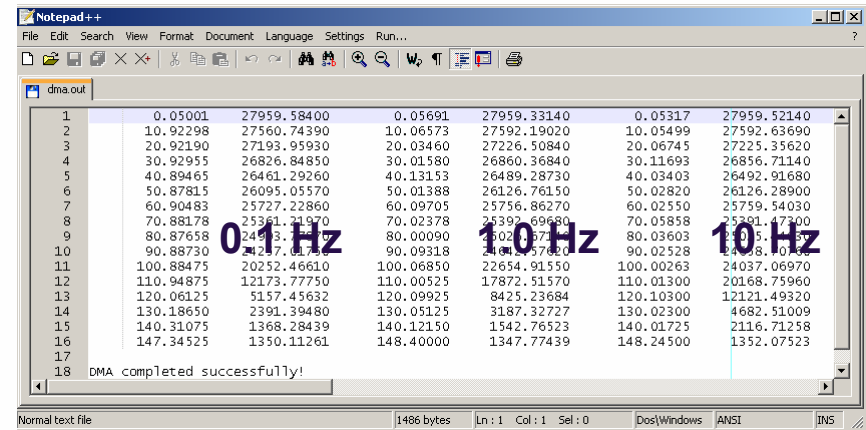 Notepad++
File Edit Search View Format Document Language Settings Run... ?
dma.out
1 0.05001 27959.58400 0.05691 27959.33140 0.05317 27959.52140
2 10.92298 27560.74390 10.06573 27592.19020 10.05499 27592.63690
3 20.92190 27193.95930 20.03460 27226.50840 20.06745 27225.35620
4 30.92955 26826.84850 30.01580 26860.36840 30.11693 26856.71140
5 40.89465 26461.29260 40.13153 26489.28730 40.03403 26492.91680
6 50.87815 26095.05570 50.01388 26126.76150 50.02820 26126.28900
7 60.90483 25727.22860 60.09705 25756.86270 60.02550 25759.54030
8 70.88178 25361.21970 70.02378 25392.69680 70.05858 25391.47300
9 80.87658 80.00090 80.03603
0.1 Hz 1.0 Hz 10 Hz
10 90.88730 90.09318 90.02528
11 100.88475 20252.46610 100.06850 22654.91550 100.00263 24037.06970
12 110.94875 12173.77750 110.00525 17872.51570 110.01300 20168.75960
13 120.06125 5157.45632 120.09925 8425.23684 120.10300 12121.49320
14 130.18650 2391.39480 130.05125 3187.32727 130.02300 4682.51009
15 140.31075 1368.28439 140.12150 1542.76523 140.01725 2116.71258
16 147.34525 1350.11261 148.40000 1347.77439 148.24500 1352.07523
17
18 DMA completed successfully!
Normal text file 1486 bytes Ln : 1 Col : 1 Sel : 0 Dos\Windows ANSI INS